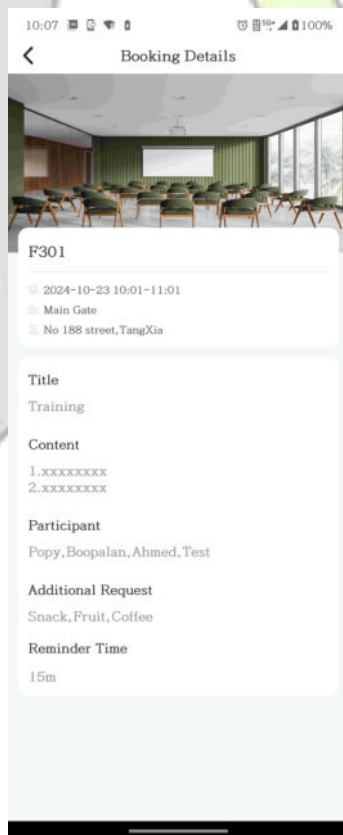 10:07
5G+ 100%
Booking Details
F301
2024-10-23 10:01-11:01
Main Gate
No 188 street,TangXia
Title
Training
Content
1.xxxxxxxx
2.xxxxxxxx
Participant
Popy,Boopalan,Ahmed,Test
Additional Request
Snack,Fruit,Coffee
Reminder Time
15m